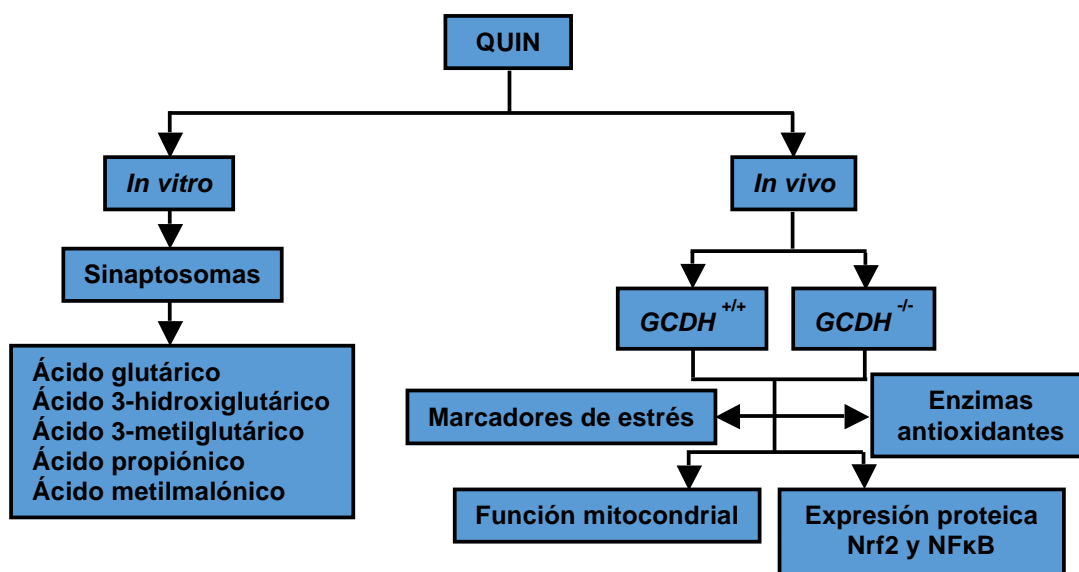 QUIN
In vitro
In vivo
Sinaptosomas
GCDH +/+
GCDH -/-
Ácido glutárico
Ácido 3-hidroxiglutárico
Ácido 3-metilglutárico
Ácido propiónico
Ácido metilmalónico
Marcadores de estrés
Enzimas
antioxidantes
Función mitocondrial
Expresión proteica
Nrf2 y NFκB